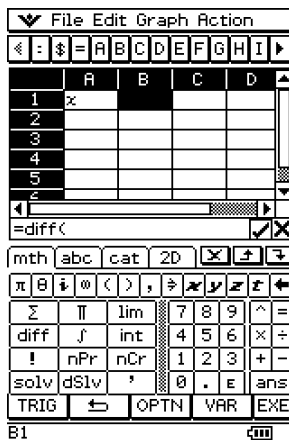 File Edit Graph Action
: $ = A B C D E F G H I
A B C D
1 x
2
3
4
5
=diff(
mth abc cat 2D
π θ i ∞ ( ) , ⇒ x y z t ←
Σ Π lim 7 8 9 ^ =
diff ∫ int 4 5 6 × ÷
! nPr nCr 1 2 3 + -
solv dSlv ' 0 . E ans
TRIG OPTN VAR EXE
B1